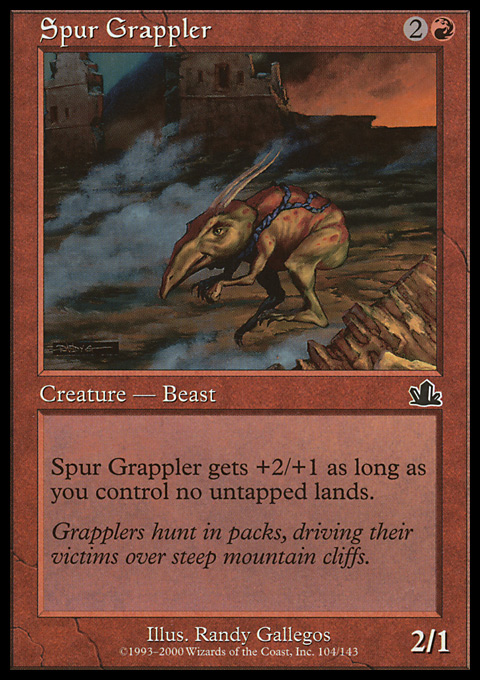 Spur Grappler 2
Creature — Beast
Spur Grappler gets +2/+1 as long as
you control no untapped lands.
Grapplers hunt in packs, driving their
victims over steep mountain cliffs.
Illus. Randy Gallegos
©1993–2000 Wizards of the Coast, Inc. 104/143
2/1